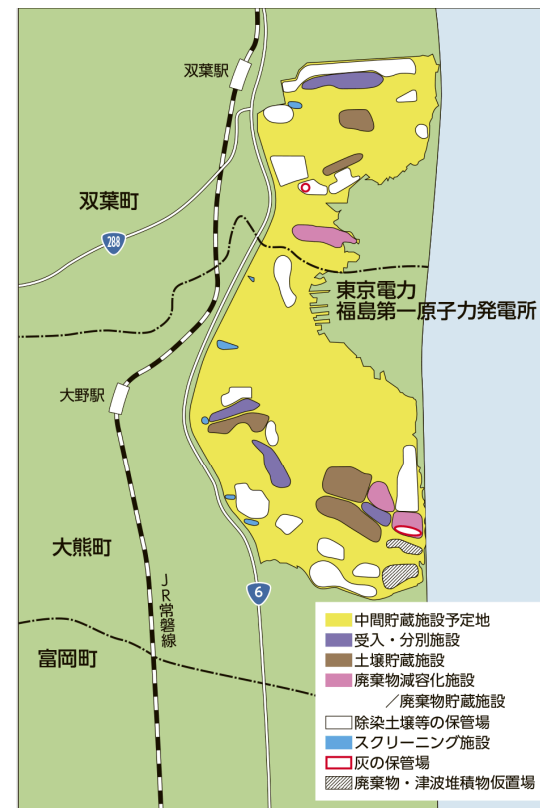 双葉駅
双葉町
288
東京電力
福島第一原子力発電所
大野駅
大熊町
JR常磐線
6
富岡町
中間貯蔵施設予定地
受入・分別施設
土壌貯蔵施設
廃棄物減容化施設
／廃棄物貯蔵施設
除染土壌等の保管場
スクリーニング施設
灰の保管場
廃棄物・津波堆積物仮置場